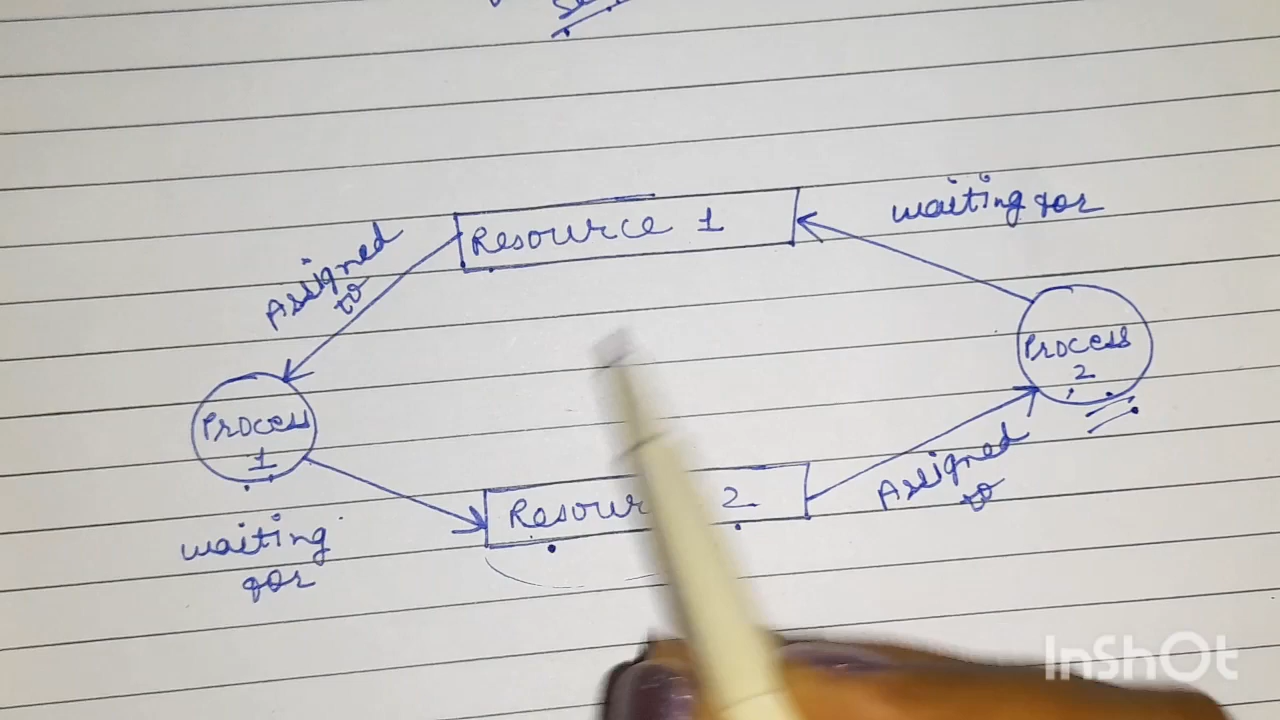 Resource 1
waiting for
Assigned
to
Process
2
Process
1
Assigned
to
Resour 2
waiting
for
InShOt